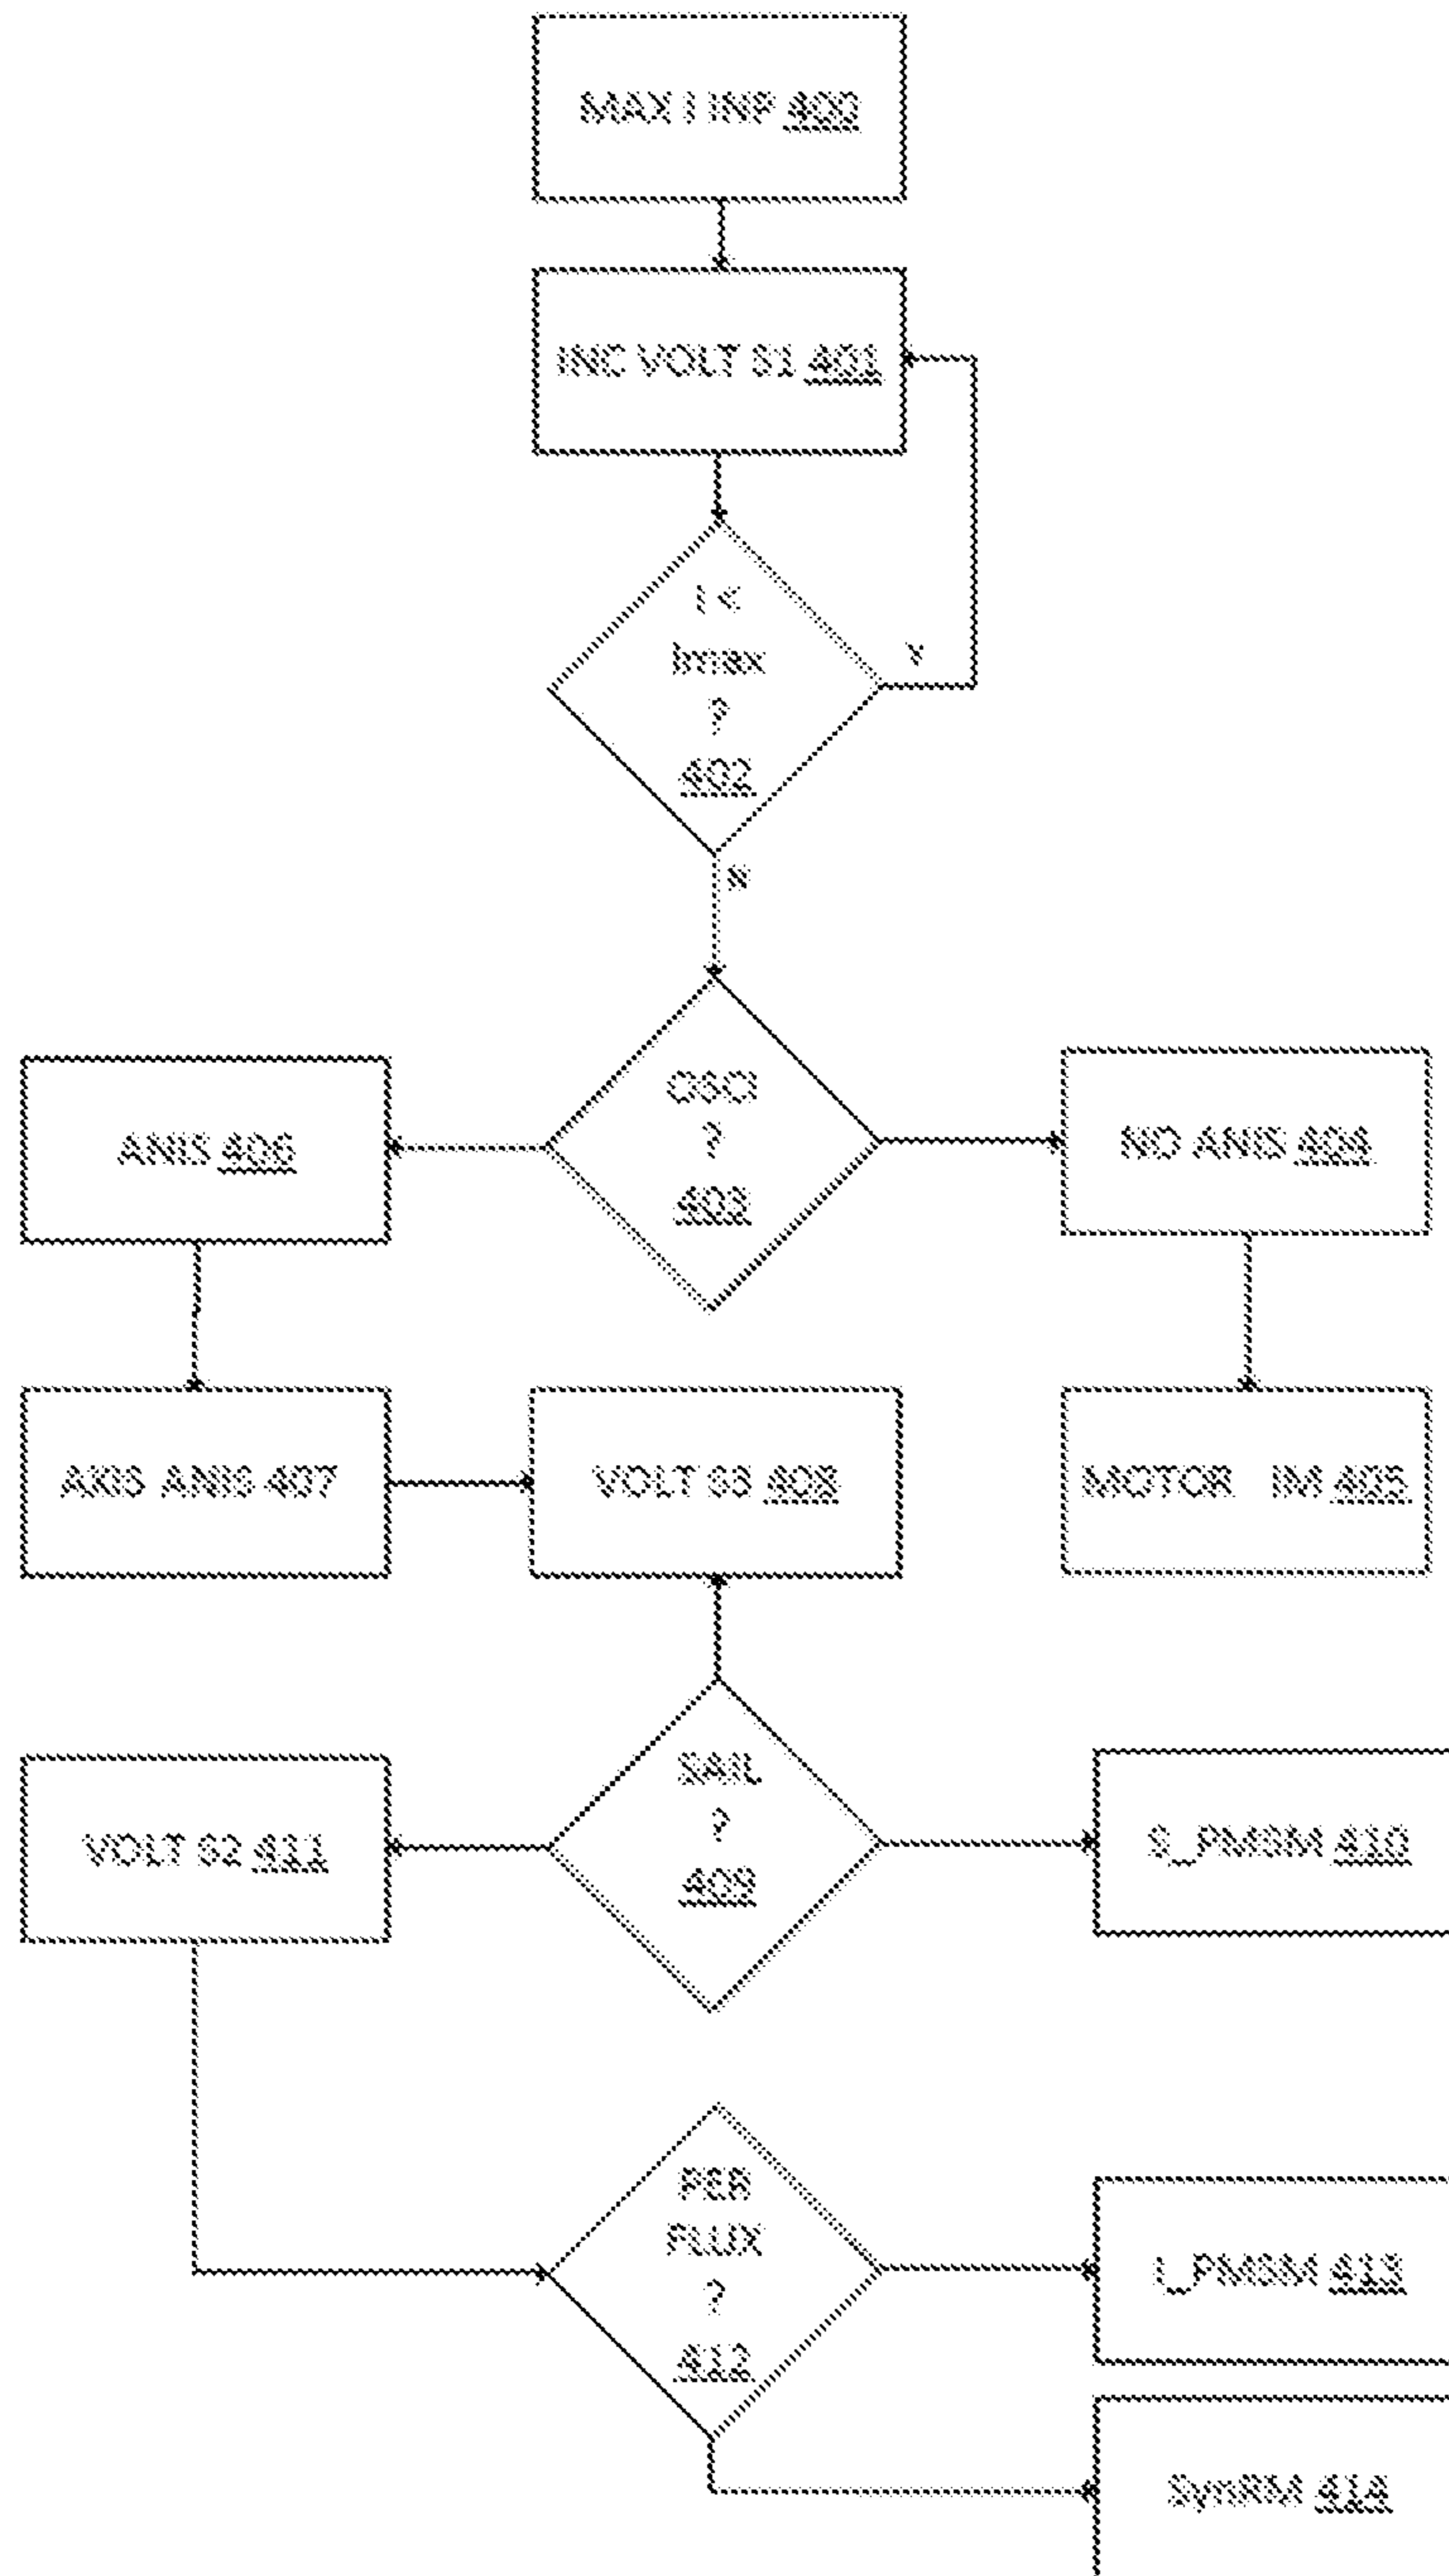 MAX I INP 400
INC VOLT S1 401
I <
Imax
?
402
Y
N
OSCI
?
403
ANIS 406
NO ANIS 404
AXIS ANIS 407
VOLT S3 408
MOTOR IM 405
SAIL
?
409
VOLT S2 411
S_PMSM 410
PER
FLUX
?
412
I_PMSM 413
SynRM 414